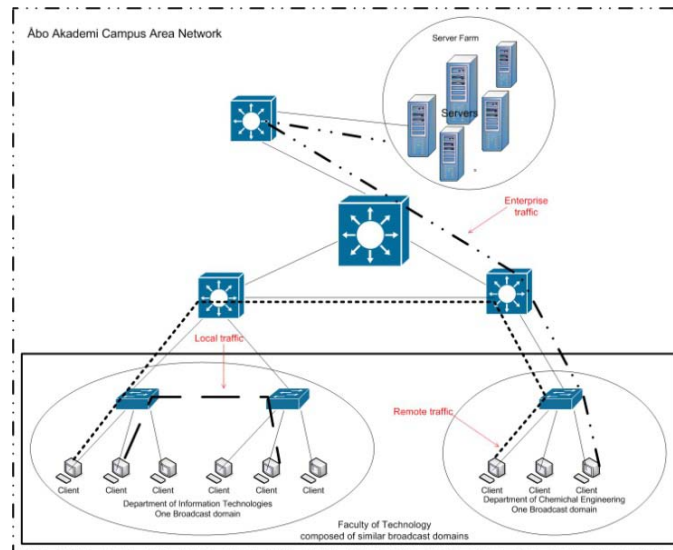 Åbo Akademi Campus Area Network
Server Farm
Servers
Enterprise
traffic
Local traffic
Remote traffic
Client
Client
Client
Client
Client
Client
Client
Client
Client
Department of Information Technologies
One Broadcast domain
Department of Chemichal Engineering
One Broadcast domain
Faculty of Technology
composed of similar broadcast domains